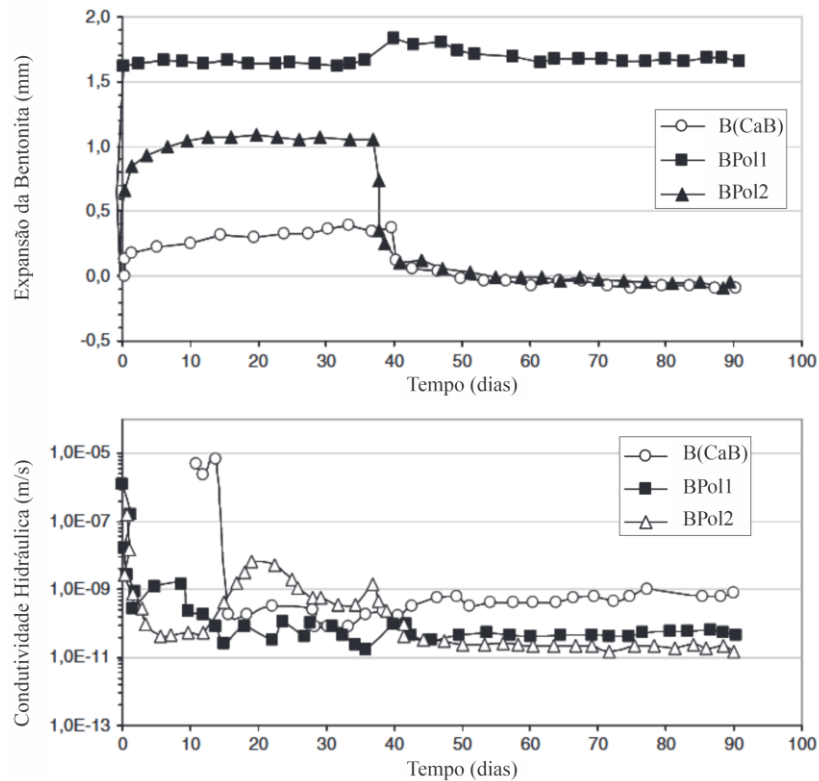 Expansão da Bentonita (mm)
2,0
1,5
1,0
0,5
0,0
-0,5
B(CaB)
BPol1
BPol2
0 10 20 30 40 50 60 70 80 90 100
Tempo (dias)
Condutividade Hidráulica (m/s)
1,0E-05
1,0E-07
1,0E-09
1,0E-11
1,0E-13
B(CaB)
BPol1
BPol2
0 10 20 30 40 50 60 70 80 90 100
Tempo (dias)